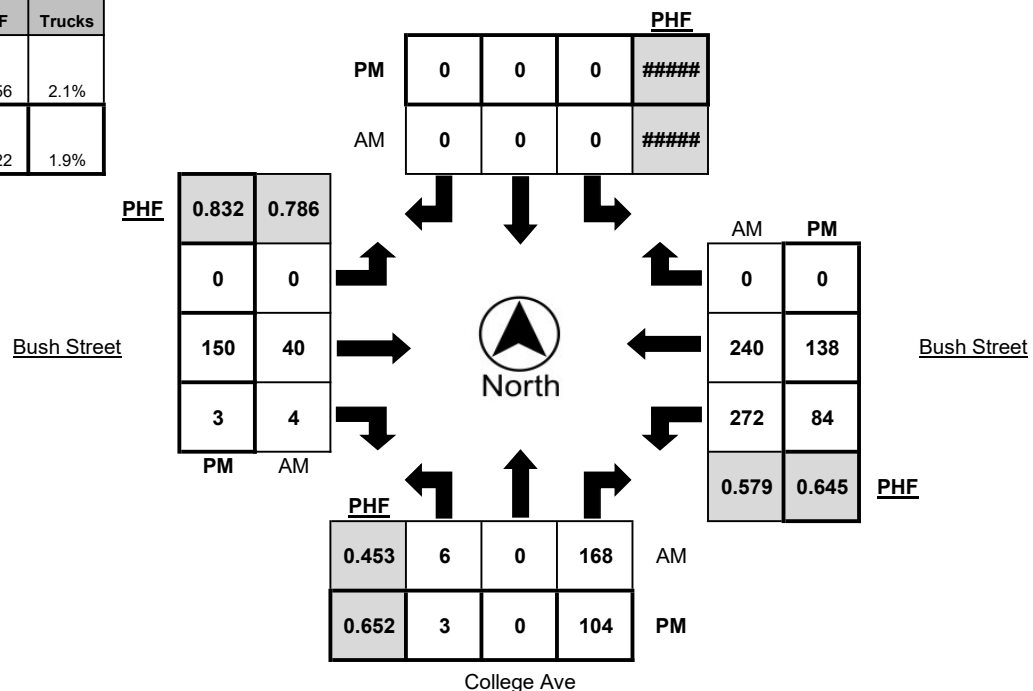 Trucks
PHF
PM 0 0 0 #####
2.1%
AM 0 0 0 #####
1.9%
PHF 0.832 0.786
AM PM
0 0
0 0
Bush Street 150 40
240 138 Bush Street
North
3 4
272 84
PM AM
0.579 0.645 PHF
PHF
0.453 6 0 168 AM
0.652 3 0 104 PM
College Ave